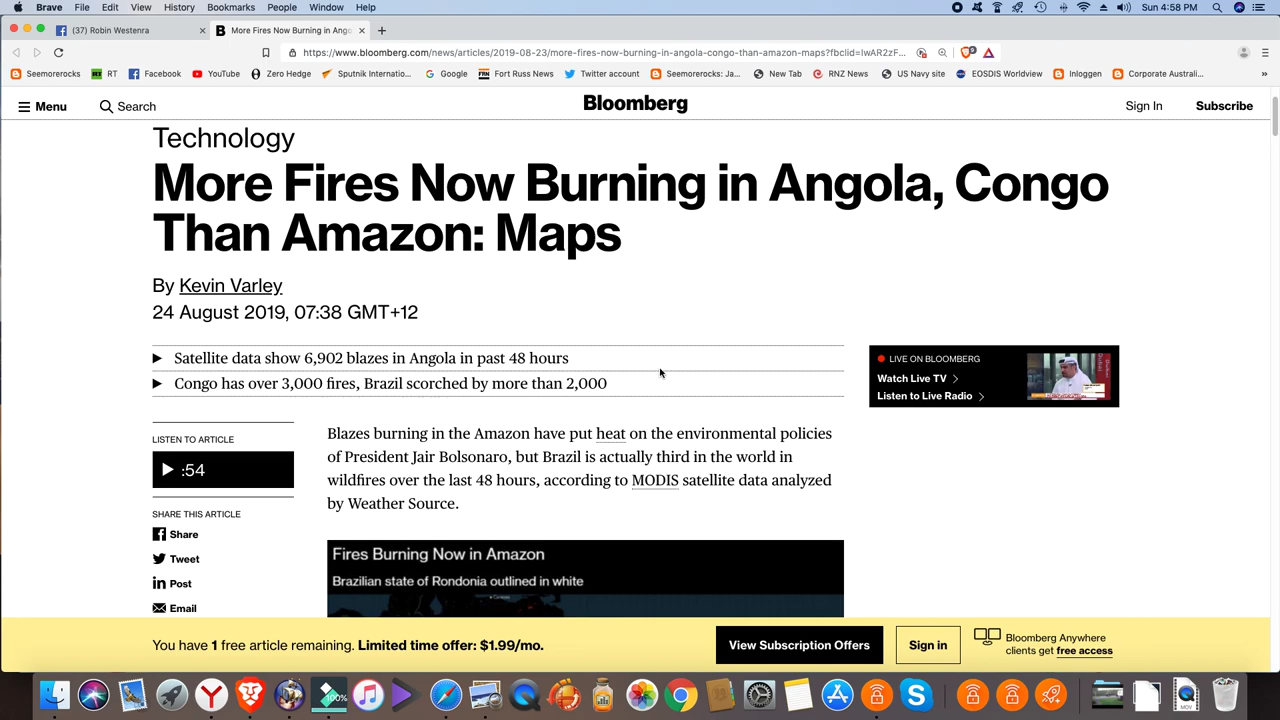 Brave File Edit View History Bookmarks People Window Help
Sun 4:58 PM
(37) Robin Westenra
More Fires Now Burning in Ango
https://www.bloomberg.com/news/articles/2019-08-23/more-fires-now-burning-in-angola-congo-than-amazon-maps?fbclid=IwAR2zF...
Seemorerocks RT Facebook YouTube Zero Hedge Sputnik Internatio... Google Fort Russ News Twitter account Seemorerocks: Ja... New Tab RNZ News US Navy site EOSDIS Worldview Inloggen Corporate Australi...
Menu Search Bloomberg Sign In Subscribe
Technology
More Fires Now Burning in Angola, Congo
Than Amazon: Maps
By Kevin Varley
24 August 2019, 07:38 GMT+12
Satellite data show 6,902 blazes in Angola in past 48 hours
Congo has over 3,000 fires, Brazil scorched by more than 2,000
LIVE ON BLOOMBERG
Watch Live TV
Listen to Live Radio
LISTEN TO ARTICLE
:54
SHARE THIS ARTICLE
Share
Tweet
Post
Email
Blazes burning in the Amazon have put heat on the environmental policies
of President Jair Bolsonaro, but Brazil is actually third in the world in
wildfires over the last 48 hours, according to MODIS satellite data analyzed
by Weather Source.
Fires Burning Now in Amazon
Brazilian state of Rondonia outlined in white
You have 1 free article remaining. Limited time offer: $1.99/mo.
View Subscription Offers
Sign in
Bloomberg Anywhere
clients get free access
100%